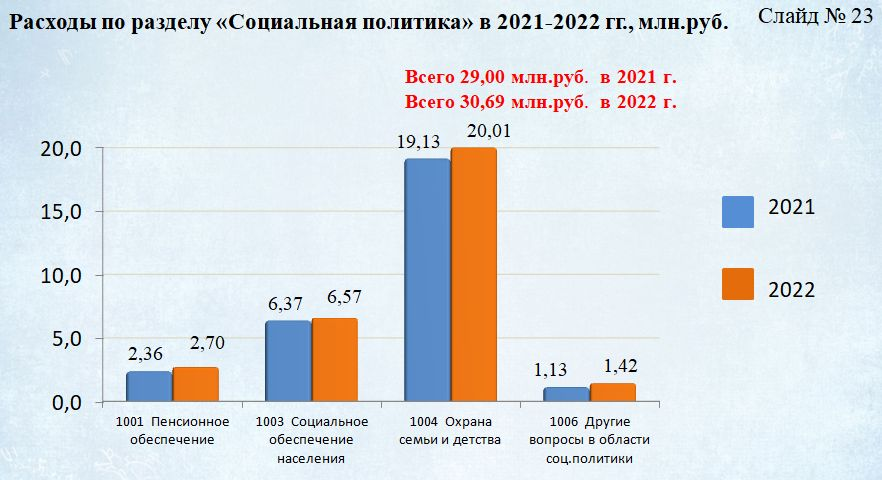 Расходы по разделу «Социальная политика» в 2021-2022 гг., млн.руб.
Слайд № 23
Всего 29,00 млн.руб. в 2021 г.
Всего 30,69 млн.руб. в 2022 г.
20,0
15,0
10,0
5,0
0,0
2,36
2,70
6,37
6,57
19,13
20,01
1,13
1,42
1001 Пенсионное
обеспечение
1003 Социальное
обеспечение
населения
1004 Охрана
семьи и детства
1006 Другие
вопросы в области
соц.политики
2021
2022